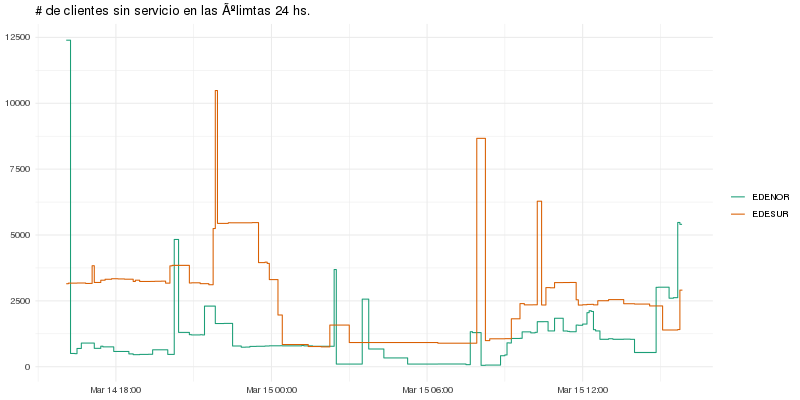 # de clientes sin servicio en las Ãºlimtas 24 hs.
12500
10000
7500
5000
2500
0
Mar 14 18:00
Mar 15 00:00
Mar 15 06:00
Mar 15 12:00
EDENOR
EDESUR